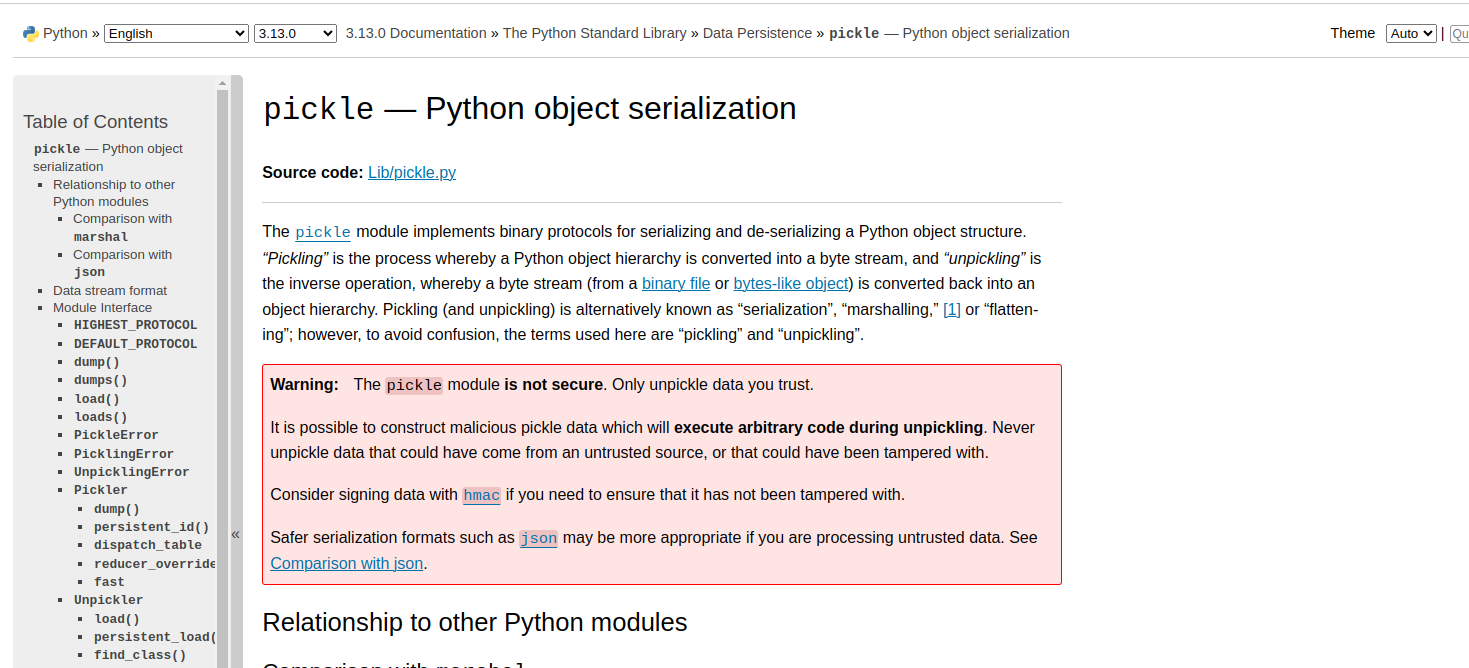 Python » English 3.13.0 3.13.0 Documentation » The Python Standard Library » Data Persistence » pickle — Python object serialization Theme Auto | Qu
Table of Contents
pickle — Python object
serialization
Relationship to other
Python modules
Comparison with
marshal
Comparison with
json
Data stream format
Module Interface
HIGHEST_PROTOCOL
DEFAULT_PROTOCOL
dump()
dumps()
load()
loads()
PickleError
PicklingError
UnpicklingError
Pickler
dump()
persistent_id()
dispatch_table
reducer_override
fast
Unpickler
load()
persistent_load(
find_class()
«
pickle — Python object serialization
Source code: Lib/pickle.py
The pickle module implements binary protocols for serializing and de-serializing a Python object structure.
“Pickling” is the process whereby a Python object hierarchy is converted into a byte stream, and “unpickling” is
the inverse operation, whereby a byte stream (from a binary file or bytes-like object) is converted back into an
object hierarchy. Pickling (and unpickling) is alternatively known as “serialization”, “marshalling,” [1] or “flatten-
ing”; however, to avoid confusion, the terms used here are “pickling” and “unpickling”.
Warning: The pickle module is not secure. Only unpickle data you trust.
It is possible to construct malicious pickle data which will execute arbitrary code during unpickling. Never
unpickle data that could have come from an untrusted source, or that could have been tampered with.
Consider signing data with hmac if you need to ensure that it has not been tampered with.
Safer serialization formats such as json may be more appropriate if you are processing untrusted data. See
Comparison with json.
Relationship to other Python modules
Comparison with marshal